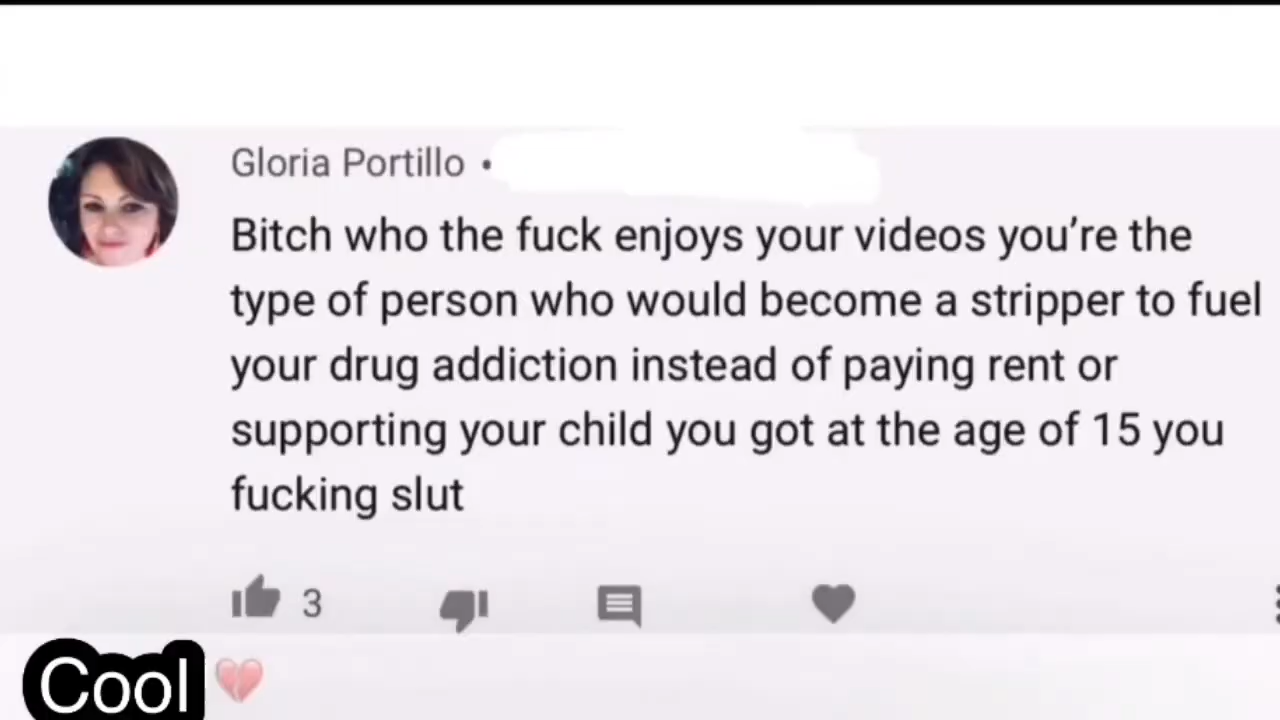 Gloria Portillo •
Bitch who the fuck enjoys your videos you're the
type of person who would become a stripper to fuel
your drug addiction instead of paying rent or
supporting your child you got at the age of 15 you
fucking slut
3
Cool 💔